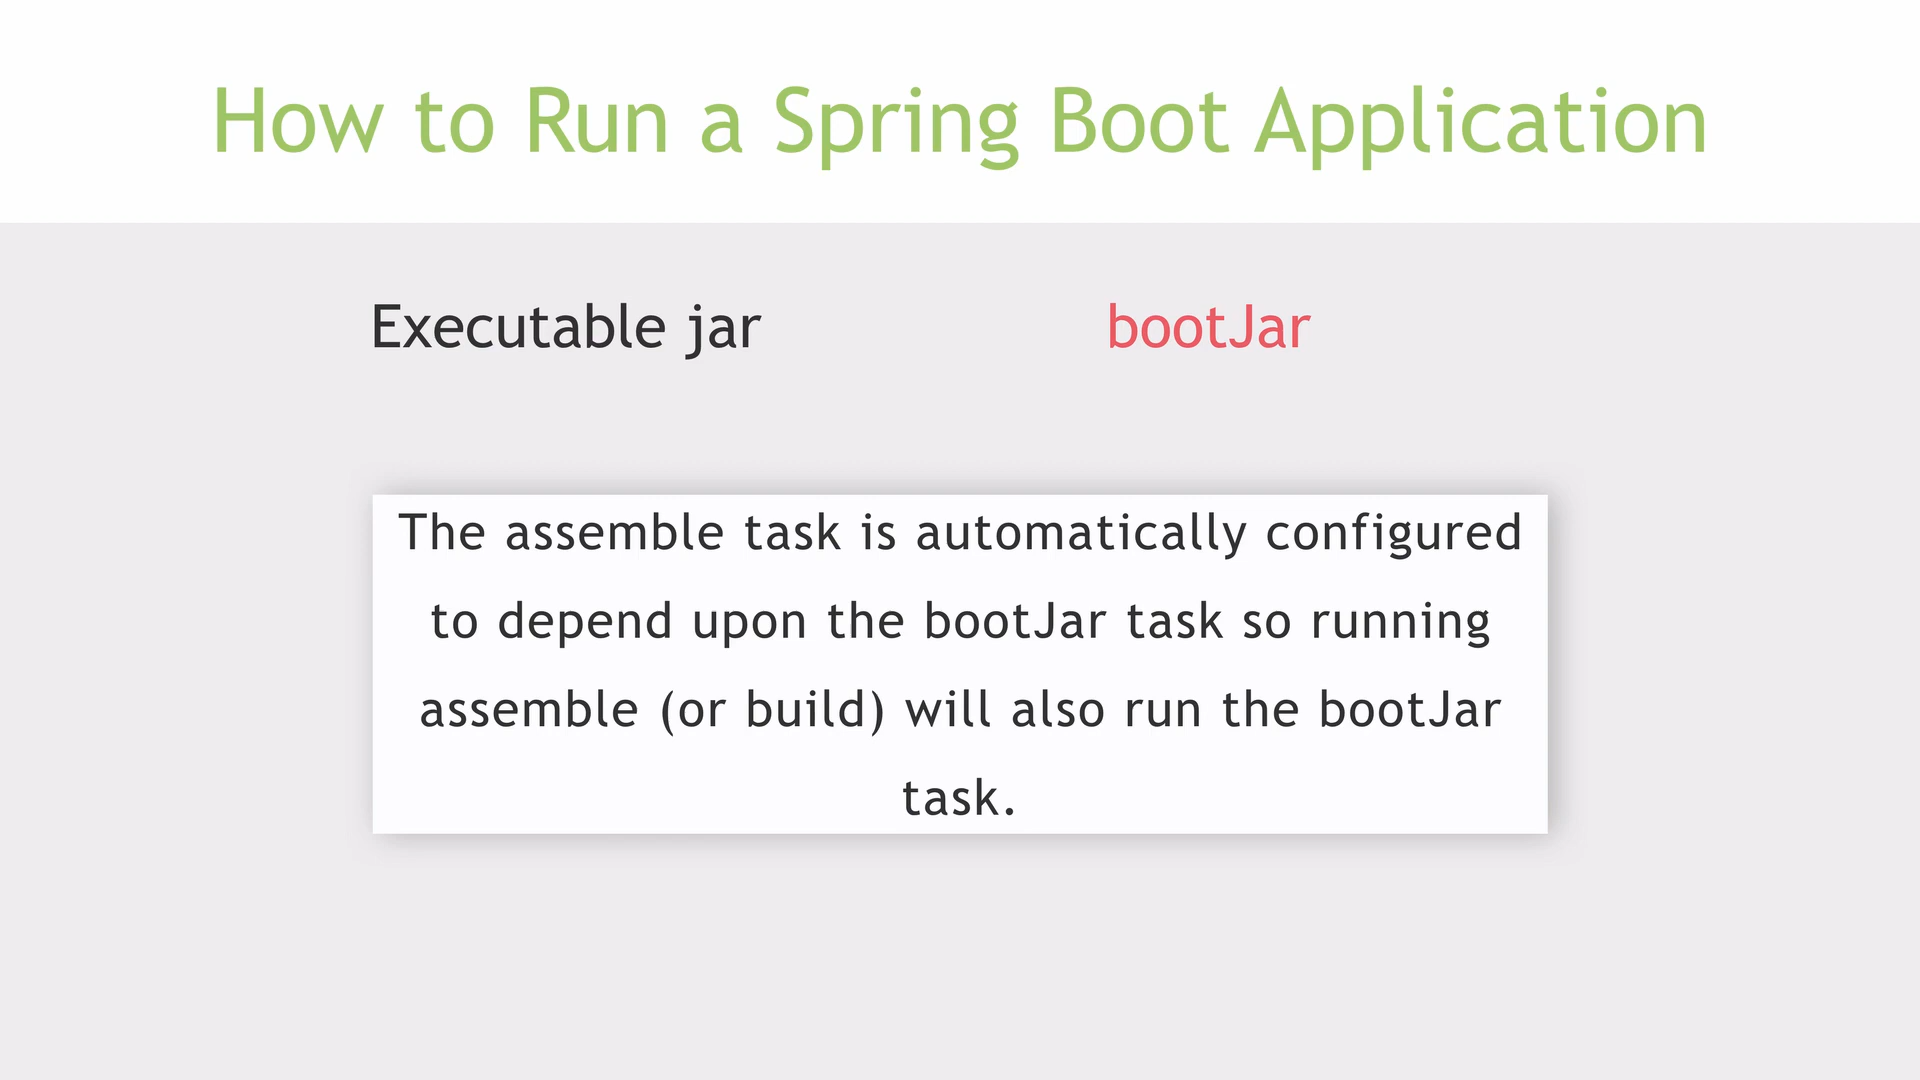 How to Run a Spring Boot Application
Executable jar
bootJar
The assemble task is automatically configured
to depend upon the bootJar task so running
assemble (or build) will also run the bootJar
task.